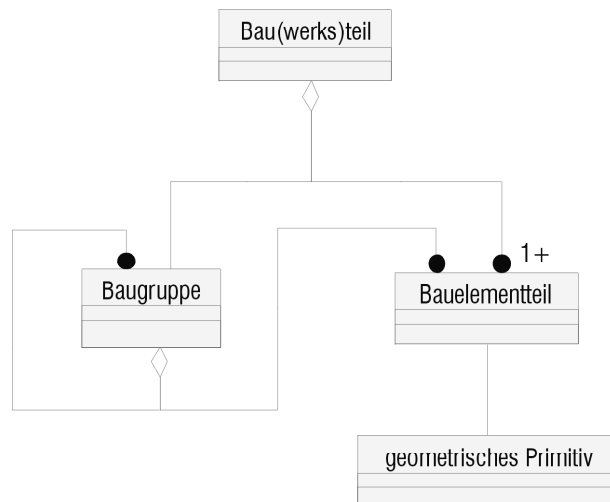 Bau(werks)teil
1+
Baugruppe
Bauelementteil
geometrisches Primitiv